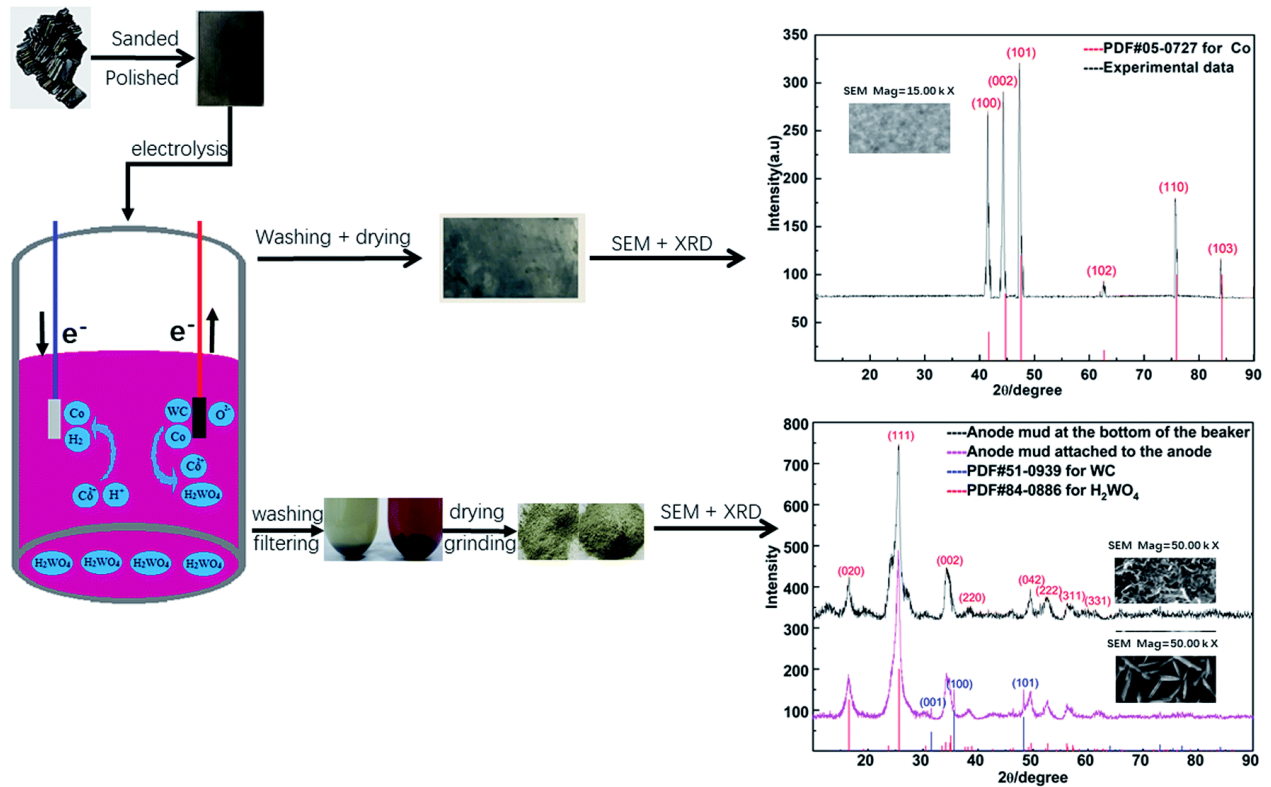 Sanded
Polished
electrolysis
e-
e-
Co
H₂
Co²⁺
H⁺
WC
O²⁻
Co
Co²⁺
H₂WO₄
H₂WO₄
H₂WO₄
H₂WO₄
H₂WO₄
Washing + drying
SEM + XRD
washing
filtering
drying
grinding
SEM + XRD
350
300
250
200
150
100
50
Intensity(a.u)
PDF#05-0727 for Co
Experimental data
SEM Mag=15.00 k X
(100)
(002)
(101)
(102)
(110)
(103)
10 20 30 40 50 60 70 80 90
2θ/degree
800
700
600
500
400
300
200
100
Intensity
Anode mud at the bottom of the beaker
Anode mud attached to the anode
PDF#51-0939 for WC
PDF#84-0886 for H₂WO₄
(111)
(020)
(002)
(220)
(042)
(222)
(311)
(331)
SEM Mag=50.00 k X
SEM Mag=50.00 k X
(001)
(100)
(101)
20 30 40 50 60 70 80 90
2θ/degree